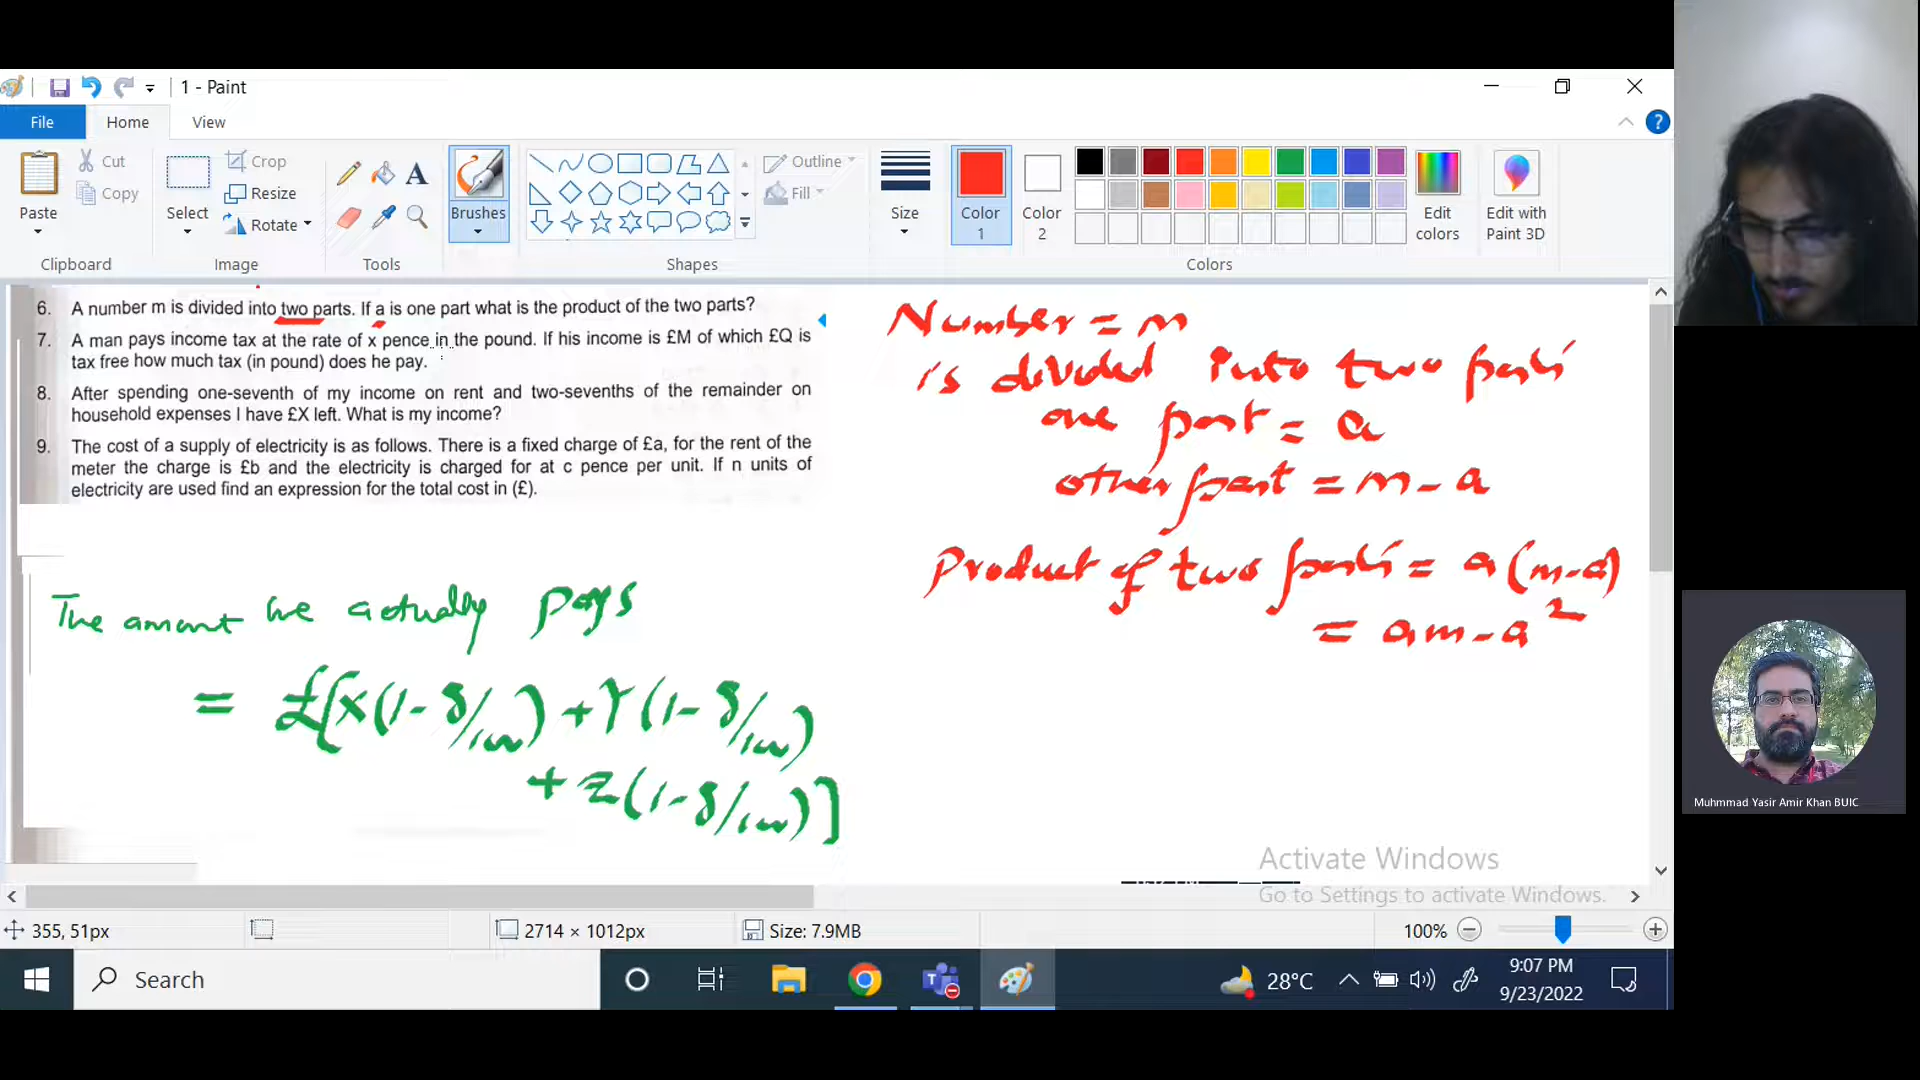 1 - Paint
File Home View
Paste Cut Copy Clipboard
Select Crop Resize Rotate Image
Tools
Brushes
Outline Fill Shapes
Size
Color 1 Color 2 Edit colors Edit with Paint 3D Colors
6. A number m is divided into two parts. If a is one part what is the product of the two parts?
7. A man pays income tax at the rate of x pence in the pound. If his income is £M of which £Q is
tax free how much tax (in pound) does he pay.
8. After spending one-seventh of my income on rent and two-sevenths of the remainder on
household expenses I have £X left. What is my income?
9. The cost of a supply of electricity is as follows. There is a fixed charge of £a, for the rent of the
meter the charge is £b and the electricity is charged for at c pence per unit. If n units of
electricity are used find an expression for the total cost in (£).
The amount he actually pays
= £[X(1-8/100) + Y(1-8/100)
+ Z(1-8/100)]
Number = m
is divided into two parts
one part = a
other part = m - a
Product of two parts = a(m-a)
= am - a²
Activate Windows
Go to Settings to activate Windows.
355, 51px 2714 × 1012px Size: 7.9MB 100%
Search 28°C 9:07 PM
9/23/2022
Muhmmad Yasir Amir Khan BUIC